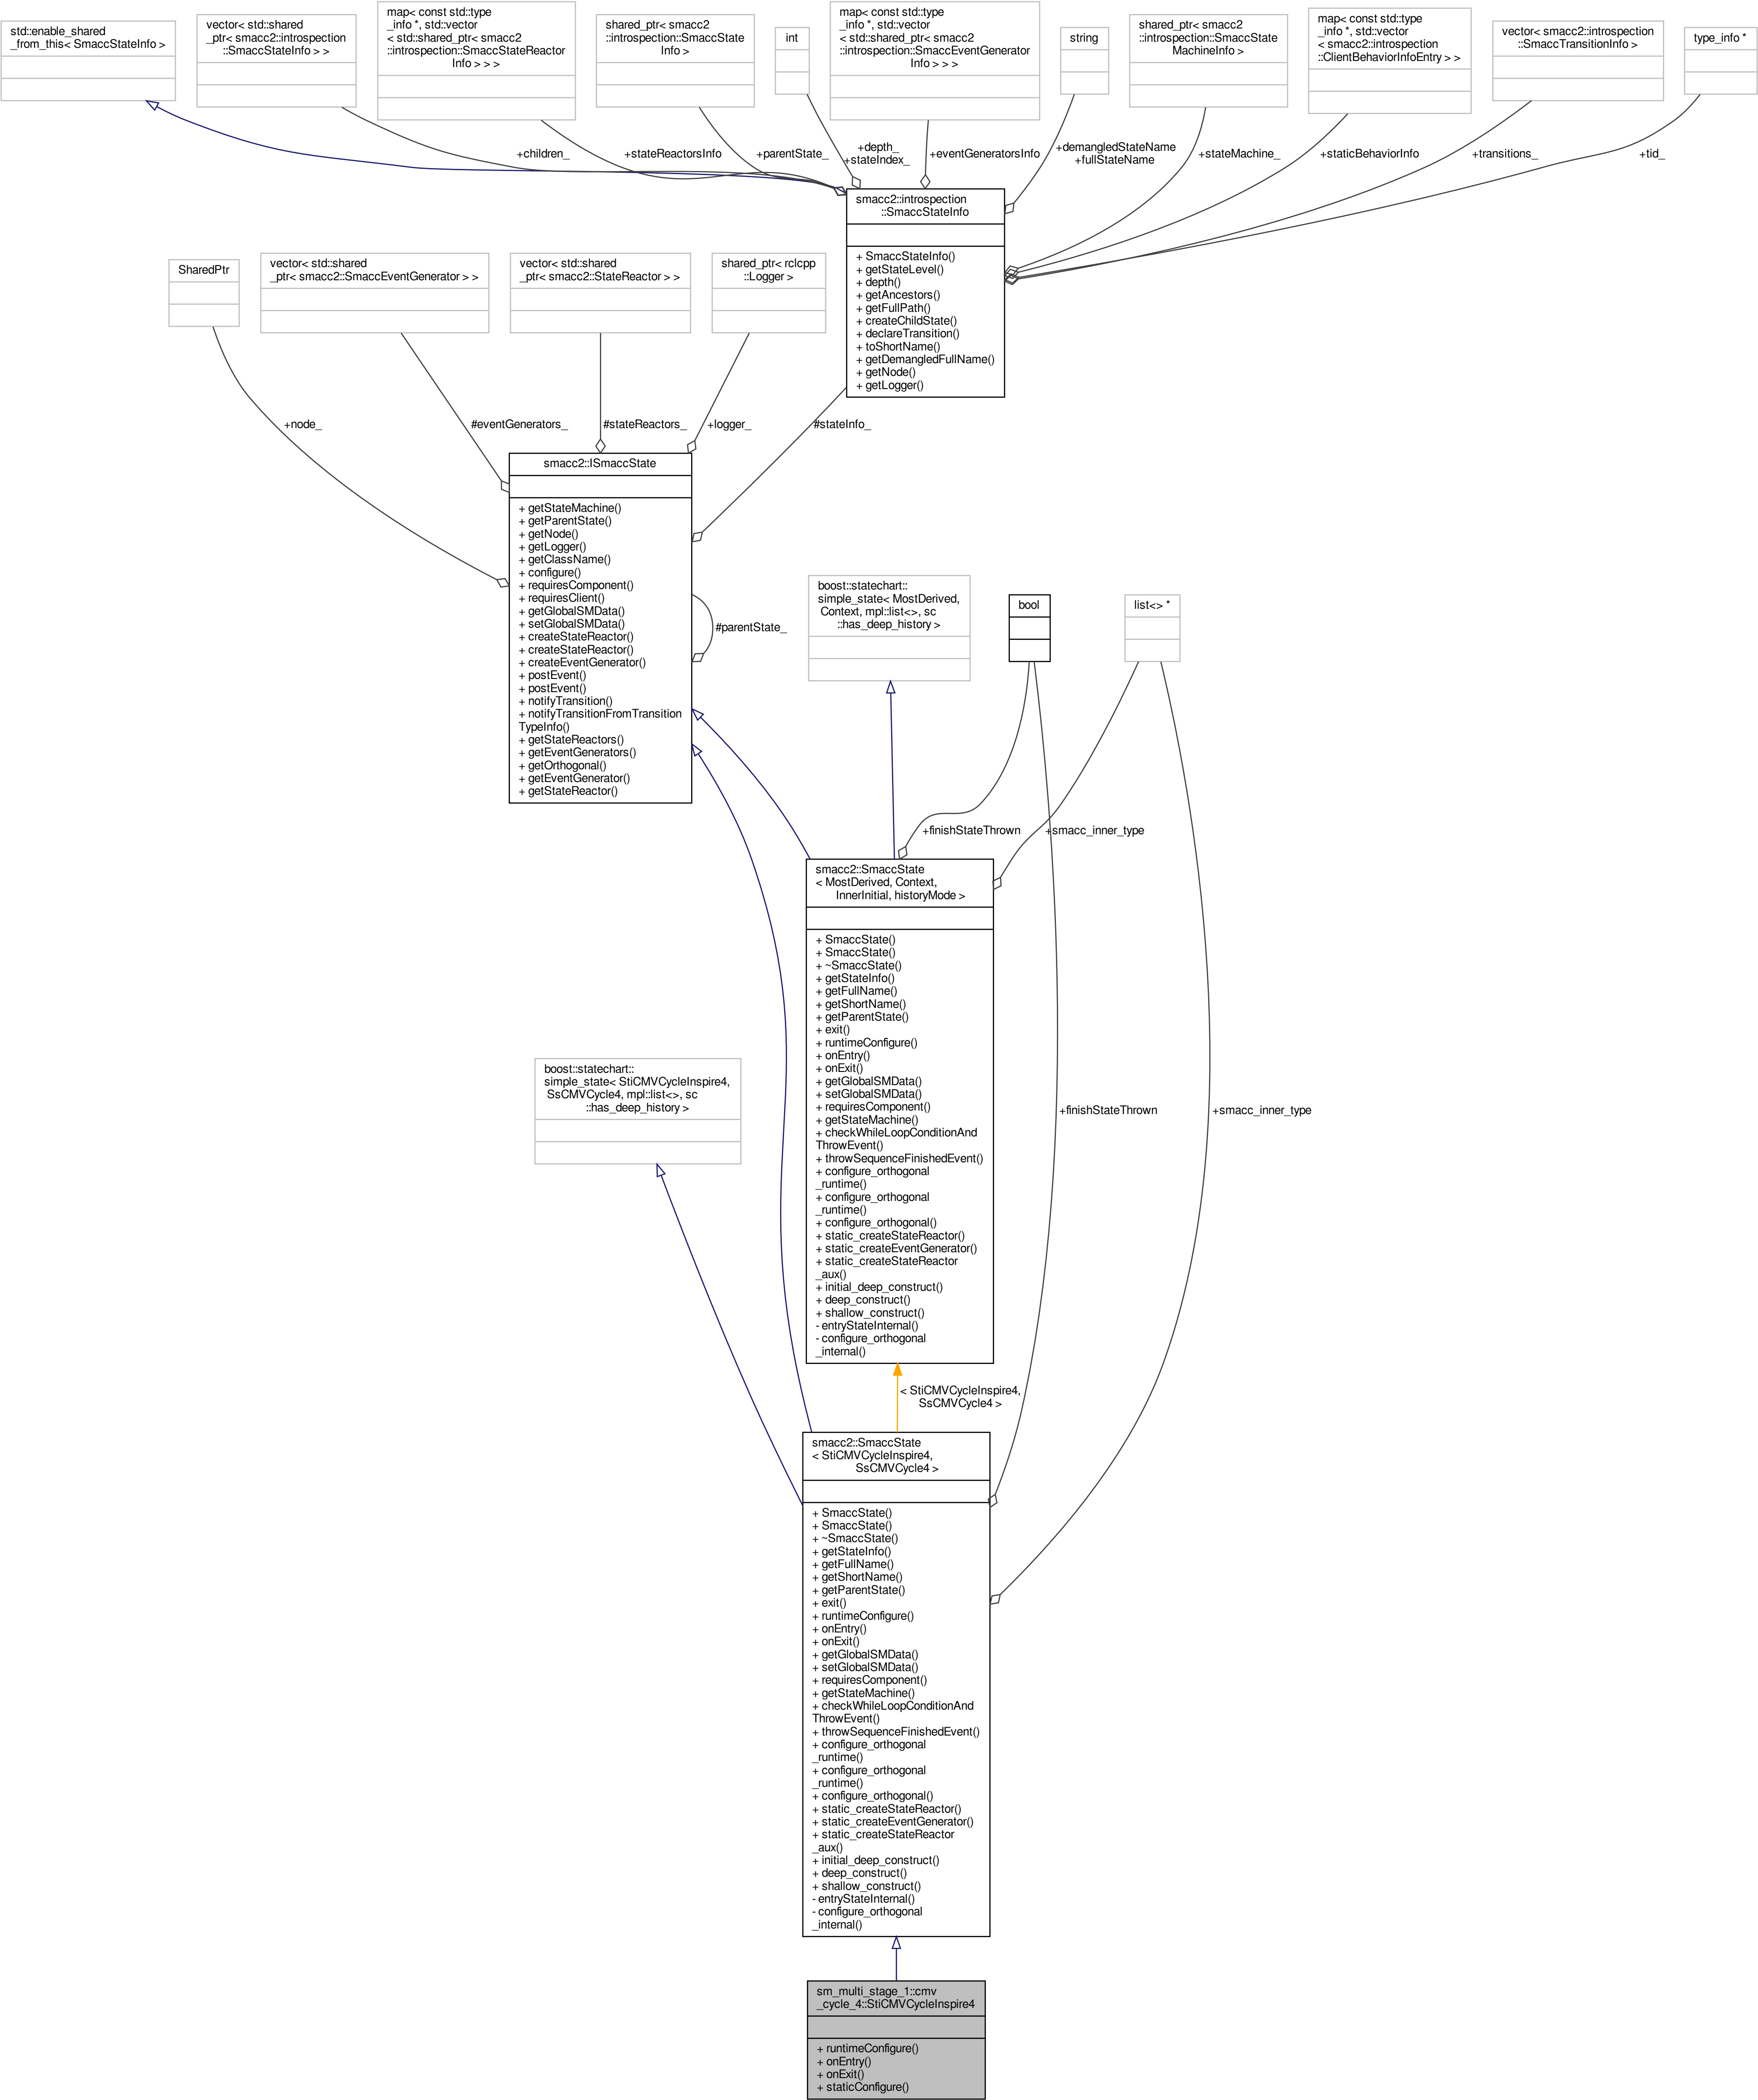 std::enable_shared
_from_this< SmaccStateInfo >
vector< std::shared
_ptr< smacc2::introspection
::SmaccStateInfo > >
map< const std::type
_info *, std::vector
< std::shared_ptr< smacc2
::introspection::SmaccStateReactor
Info > > >
shared_ptr< smacc2
::introspection::SmaccState
Info >
int
map< const std::type
_info *, std::vector
< std::shared_ptr< smacc2
::introspection::SmaccEventGenerator
Info > > >
string
shared_ptr< smacc2
::introspection::SmaccState
MachineInfo >
map< const std::type
_info *, std::vector
< smacc2::introspection
::ClientBehaviorInfoEntry > >
vector< smacc2::introspection
::SmaccTransitionInfo >
type_info *
+children_
+stateReactorsInfo
+parentState_
+depth_
+stateIndex_
+eventGeneratorsInfo
+demangledStateName
+fullStateName
+stateMachine_
+staticBehaviorInfo
+transitions_
+tid_
smacc2::introspection
::SmaccStateInfo
+ SmaccStateInfo()
+ getStateLevel()
+ depth()
+ getAncestors()
+ getFullPath()
+ createChildState()
+ declareTransition()
+ toShortName()
+ getDemangledFullName()
+ getNode()
+ getLogger()
SharedPtr
vector< std::shared
_ptr< smacc2::SmaccEventGenerator > >
vector< std::shared
_ptr< smacc2::StateReactor > >
shared_ptr< rclcpp
::Logger >
+node_
#eventGenerators_
#stateReactors_
+logger_
#stateInfo_
smacc2::ISmaccState
+ getStateMachine()
+ getParentState()
+ getNode()
+ getLogger()
+ getClassName()
+ configure()
+ requiresComponent()
+ requiresClient()
+ getGlobalSMData()
+ setGlobalSMData()
+ createStateReactor()
+ createStateReactor()
+ createEventGenerator()
+ postEvent()
+ postEvent()
+ notifyTransition()
+ notifyTransitionFromTransition
TypeInfo()
+ getStateReactors()
+ getEventGenerators()
+ getOrthogonal()
+ getEventGenerator()
+ getStateReactor()
#parentState_
boost::statechart::
simple_state< MostDerived,
Context, mpl::list<>, sc
::has_deep_history >
bool
list<> *
+finishStateThrown
+smacc_inner_type
smacc2::SmaccState
< MostDerived, Context,
InnerInitial, historyMode >
+ SmaccState()
+ SmaccState()
+ ~SmaccState()
+ getStateInfo()
+ getFullName()
+ getShortName()
+ getParentState()
+ exit()
+ runtimeConfigure()
+ onEntry()
+ onExit()
+ getGlobalSMData()
+ setGlobalSMData()
+ requiresComponent()
+ getStateMachine()
+ checkWhileLoopConditionAnd
ThrowEvent()
+ throwSequenceFinishedEvent()
+ configure_orthogonal
_runtime()
+ configure_orthogonal
_runtime()
+ configure_orthogonal()
+ static_createStateReactor()
+ static_createEventGenerator()
+ static_createStateReactor
_aux()
+ initial_deep_construct()
+ deep_construct()
+ shallow_construct()
- entryStateInternal()
- configure_orthogonal
_internal()
boost::statechart::
simple_state< StiCMVCycleInspire4,
SsCMVCycle4, mpl::list<>, sc
::has_deep_history >
+finishStateThrown
+smacc_inner_type
< StiCMVCycleInspire4,
SsCMVCycle4 >
smacc2::SmaccState
< StiCMVCycleInspire4,
SsCMVCycle4 >
+ SmaccState()
+ SmaccState()
+ ~SmaccState()
+ getStateInfo()
+ getFullName()
+ getShortName()
+ getParentState()
+ exit()
+ runtimeConfigure()
+ onEntry()
+ onExit()
+ getGlobalSMData()
+ setGlobalSMData()
+ requiresComponent()
+ getStateMachine()
+ checkWhileLoopConditionAnd
ThrowEvent()
+ throwSequenceFinishedEvent()
+ configure_orthogonal
_runtime()
+ configure_orthogonal
_runtime()
+ configure_orthogonal()
+ static_createStateReactor()
+ static_createEventGenerator()
+ static_createStateReactor
_aux()
+ initial_deep_construct()
+ deep_construct()
+ shallow_construct()
- entryStateInternal()
- configure_orthogonal
_internal()
sm_multi_stage_1::cmv
_cycle_4::StiCMVCycleInspire4
+ runtimeConfigure()
+ onEntry()
+ onExit()
+ staticConfigure()